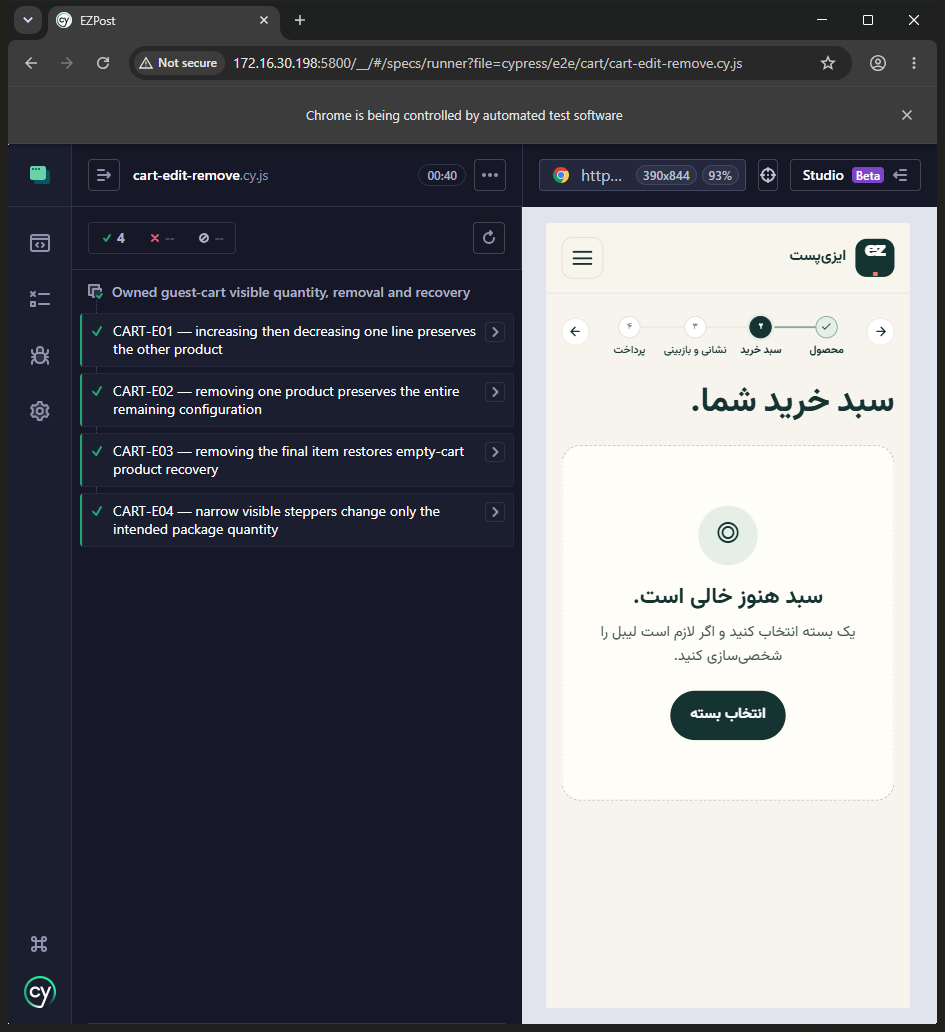 EZPost
Not secure
172.16.30.198:5800/__/#/specs/runner?file=cypress/e2e/cart/cart-edit-remove.cy.js
Chrome is being controlled by automated test software
cart-edit-remove.cy.js
00:40
http...
390x844
93%
Studio
Beta
4
--
--
Owned guest-cart visible quantity, removal and recovery
CART-E01 — increasing then decreasing one line preserves
the other product
CART-E02 — removing one product preserves the entire
remaining configuration
CART-E03 — removing the final item restores empty-cart
product recovery
CART-E04 — narrow visible steppers change only the
intended package quantity
cy
ez.
ایزی‌پست
۲
۳
۴
محصول
سبد خرید
نشانی و بازبینی
پرداخت
سبد خرید شما.
سبد هنوز خالی است.
یک بسته انتخاب کنید و اگر لازم است لیبل را
شخصی‌سازی کنید.
انتخاب بسته